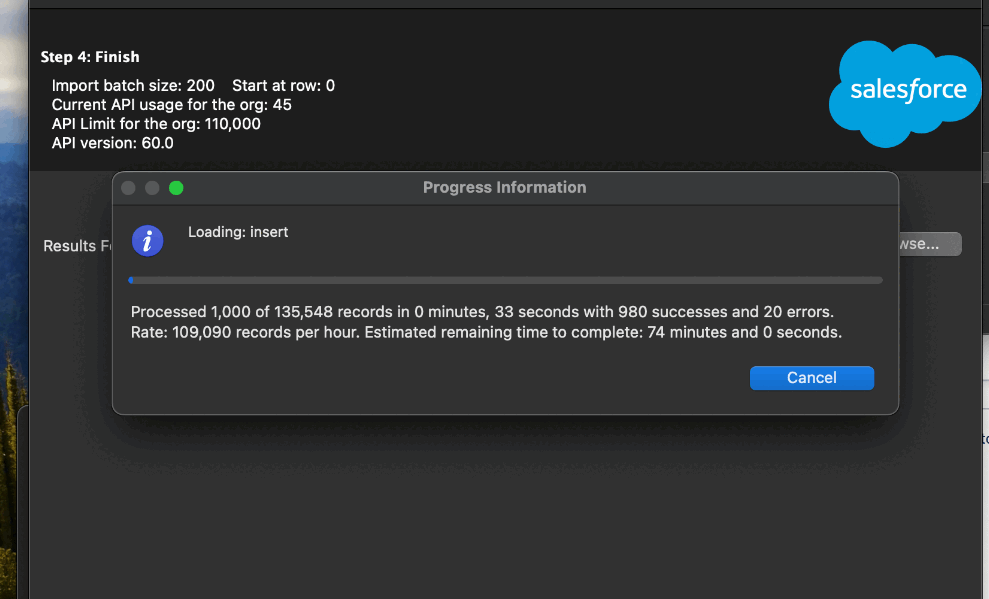 Step 4: Finish
Import batch size: 200 Start at row: 0
Current API usage for the org: 45
API Limit for the org: 110,000
API version: 60.0
salesforce
Progress Information
Results F
Loading: insert
wse...
Processed 1,000 of 135,548 records in 0 minutes, 33 seconds with 980 successes and 20 errors.
Rate: 109,090 records per hour. Estimated remaining time to complete: 74 minutes and 0 seconds.
Cancel